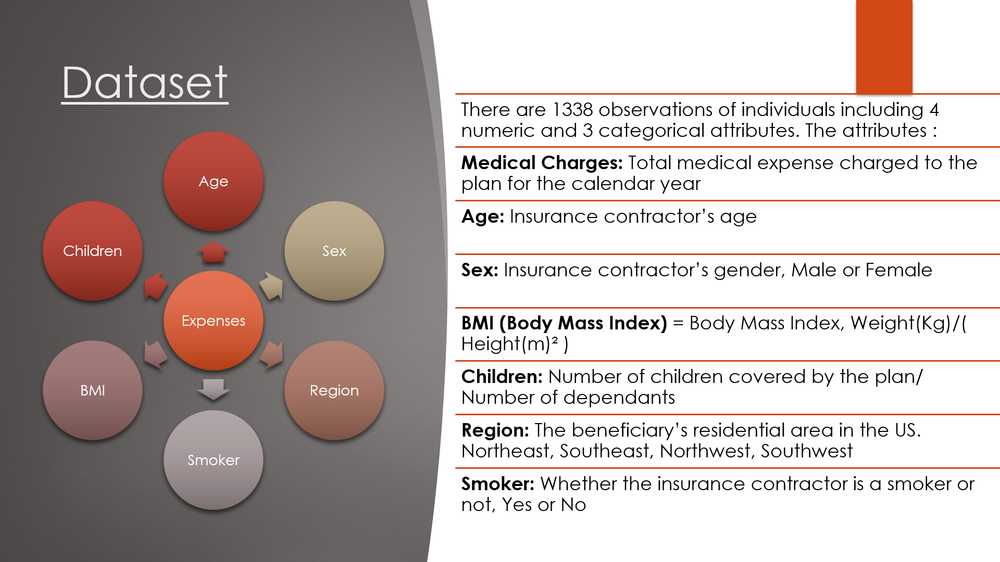 Dataset
Age
Children
Sex
Expenses
BMI
Region
Smoker
There are 1338 observations of individuals including 4
numeric and 3 categorical attributes. The attributes :
Medical Charges: Total medical expense charged to the
plan for the calendar year
Age: Insurance contractor’s age
Sex: Insurance contractor’s gender, Male or Female
BMI (Body Mass Index) = Body Mass Index, Weight(Kg)/(
Height(m)² )
Children: Number of children covered by the plan/
Number of dependants
Region: The beneficiary’s residential area in the US.
Northeast, Southeast, Northwest, Southwest
Smoker: Whether the insurance contractor is a smoker or
not, Yes or No